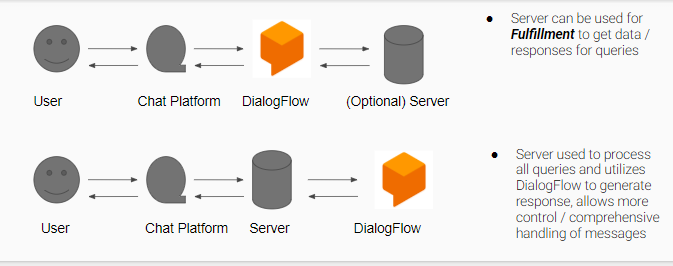 Server can be used for
Fulfillment to get data /
responses for queries
User
Chat Platform
DialogFlow
(Optional) Server
Server used to process
all queries and utilizes
DialogFlow to generate
response, allows more
control / comprehensive
handling of messages
User
Chat Platform
Server
DialogFlow